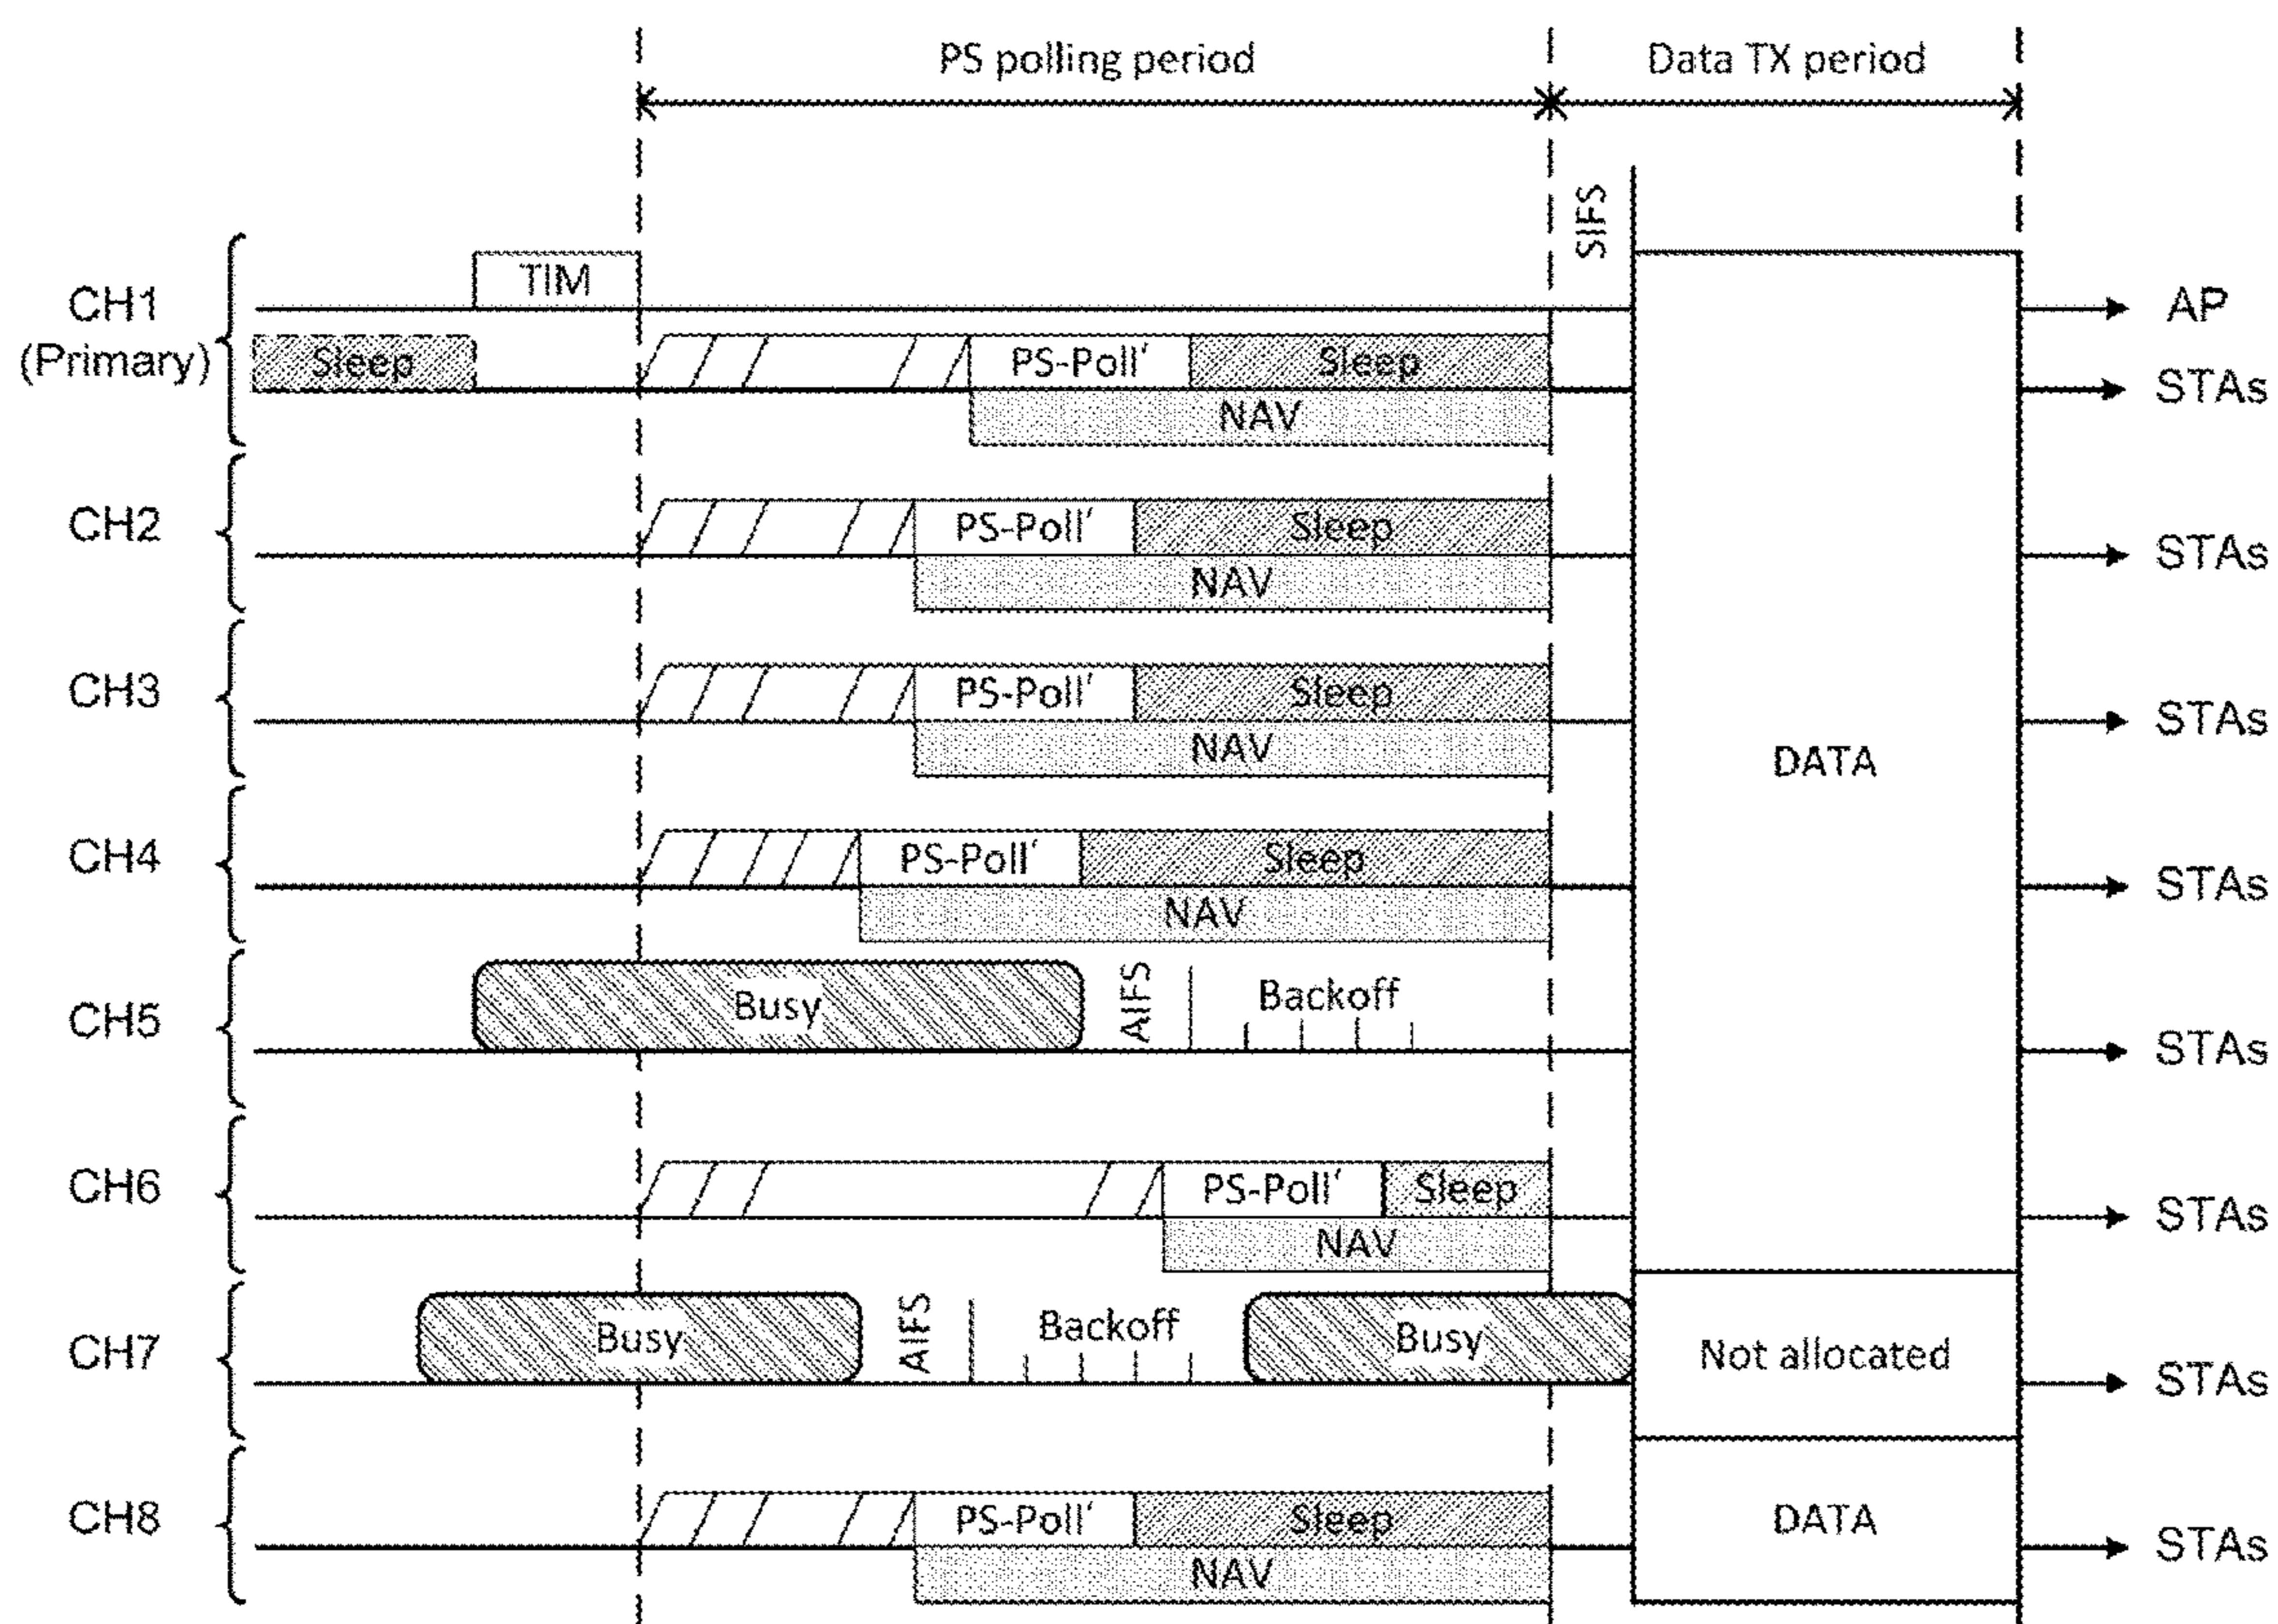 PS polling period
Data TX period
SIFS
CH1
(Primary)
TIM
AP
Sleep
PS-Poll‘
Sleep
STAs
NAV
CH2
PS-Poll‘
Sleep
STAs
NAV
CH3
PS-Poll‘
Sleep
STAs
NAV
DATA
CH4
PS-Poll‘
Sleep
STAs
NAV
CH5
Busy
AIFS
Backoff
STAs
CH6
PS-Poll‘
Sleep
STAs
NAV
CH7
Busy
AIFS
Backoff
Busy
Not allocated
STAs
CH8
PS-Poll‘
Sleep
DATA
STAs
NAV